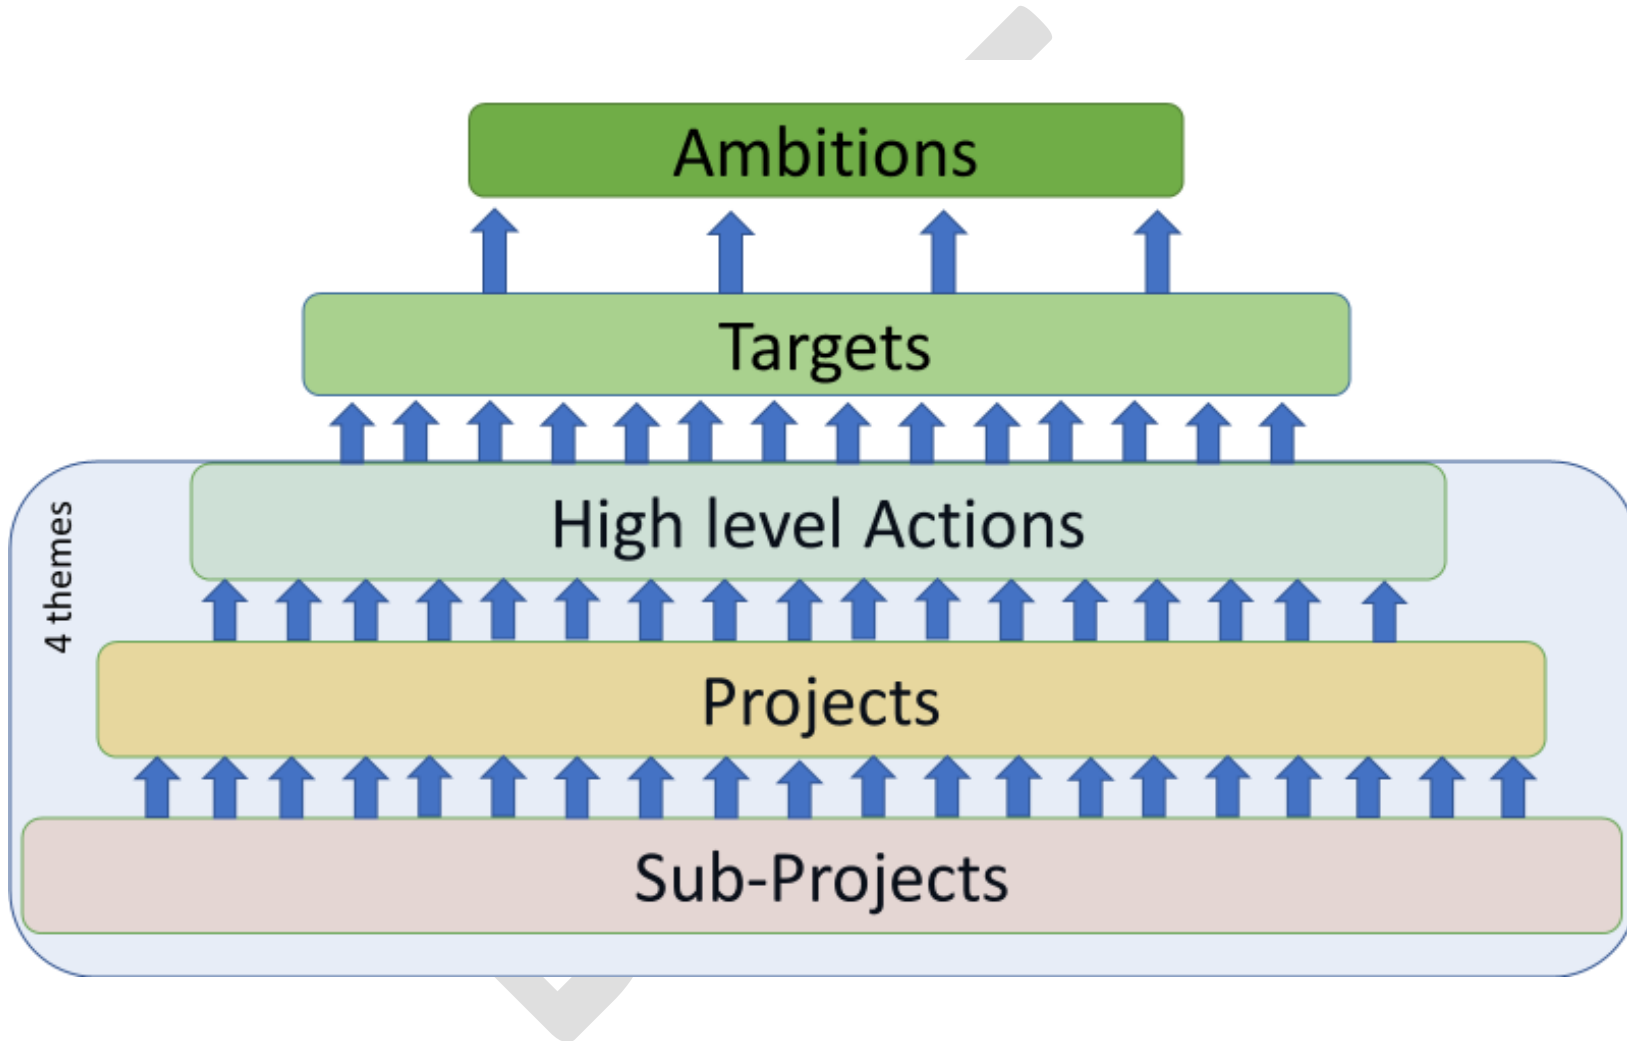 Ambitions
Targets
4 themes
High level Actions
Projects
Sub-Projects